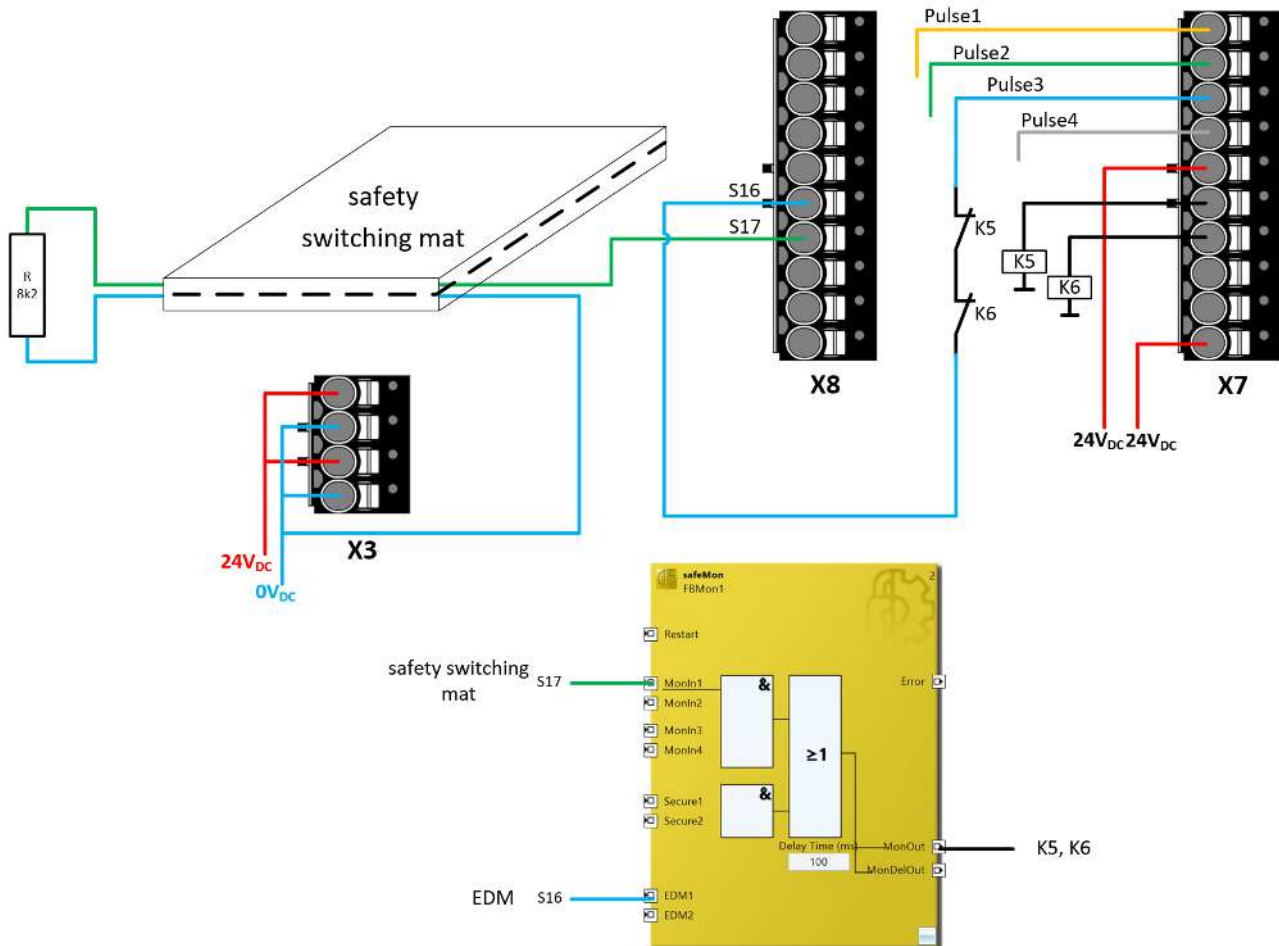 Pulse1
Pulse2
Pulse3
Pulse4
safety
switching mat
S16
S17
R
8k2
K5
K5
K6
K6
X8
X7
24VDC 24VDC
X3
24VDC
0VDC
safeMon
FBMon1
2
Restart
safety switching
mat
S17
MonIn1
MonIn2
MonIn3
MonIn4
&
≥1
Error
Secure1
Secure2
&
Delay Time (ms)
100
MonOut
MonDelOut
K5, K6
EDM
S16
EDM1
EDM2